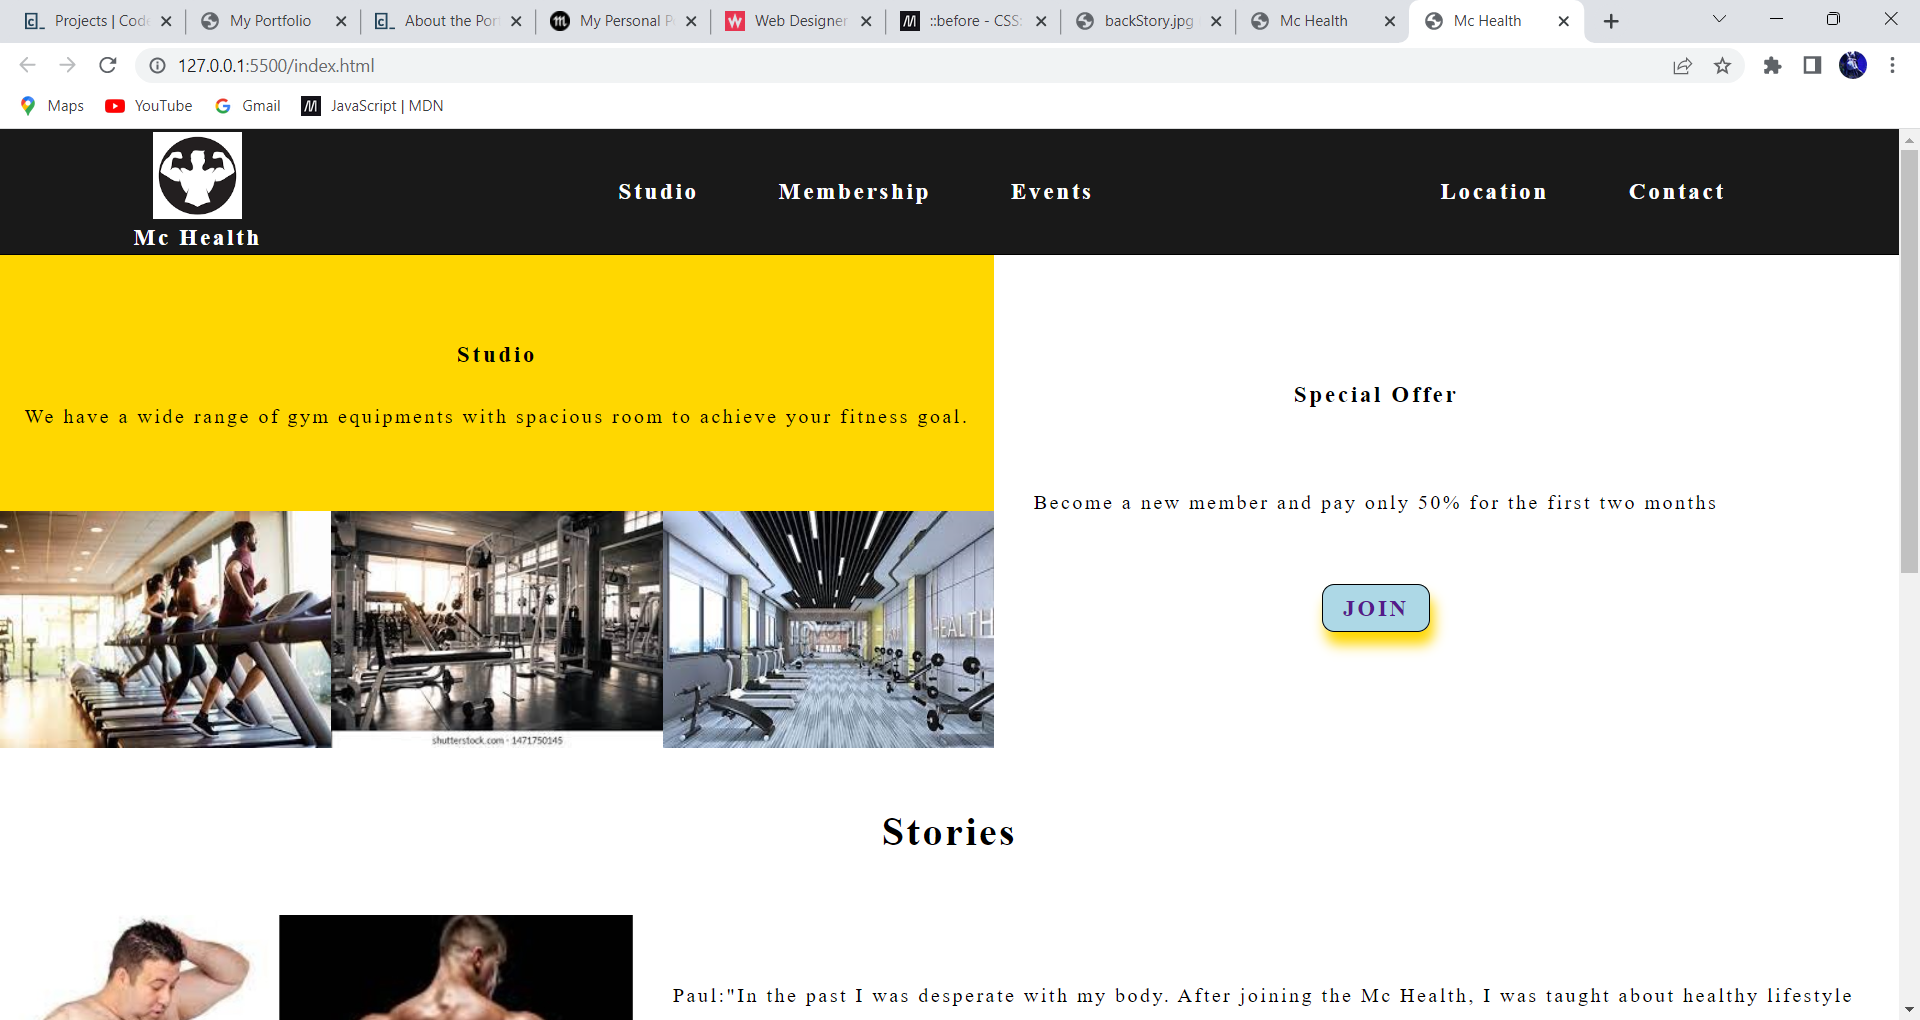 Projects | Cod
My Portfolio
About the Por
My Personal P
Web Designer
::before - CSS:
backStory.jpg
Mc Health
Mc Health
127.0.0.1:5500/index.html
Maps
YouTube
Gmail
JavaScript | MDN
Mc Health
Studio
Membership
Events
Location
Contact
Studio
We have a wide range of gym equipments with spacious room to achieve your fitness goal.
Special Offer
Become a new member and pay only 50% for the first two months
JOIN
HEALTH
shutterstock.com · 1471750145
Stories
Paul:"In the past I was desperate with my body. After joining the Mc Health, I was taught about healthy lifestyle